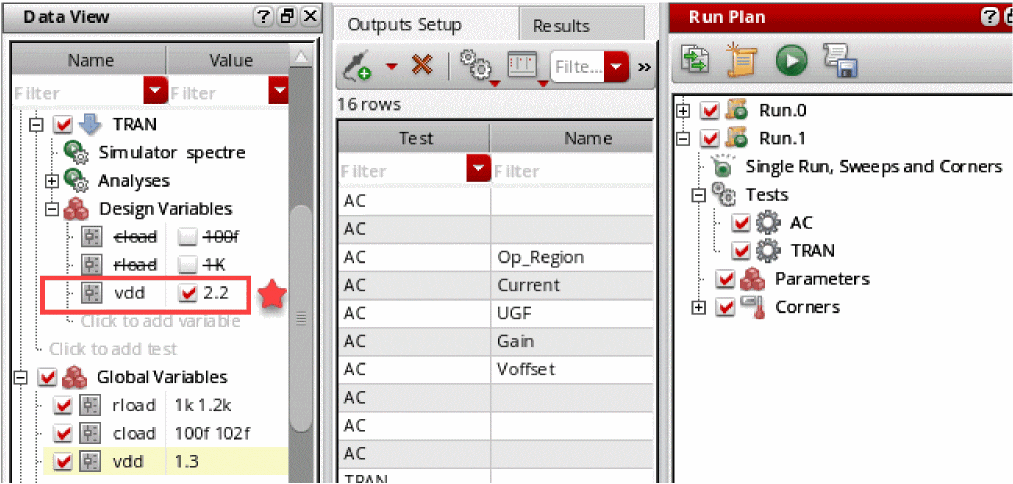 Data View
Name Value
Filter Filter
TRAN
Simulator spectre
Analyses
Design Variables
cload 100f
rload 1K
vdd 2.2
Click to add variable
Click to add test
Global Variables
rload 1k 1.2k
cload 100f 102f
vdd 1.3
Outputs Setup Results
Filte...
16 rows
Test Name
Filter Filter
AC
AC
AC Op_Region
AC Current
AC UGF
AC Gain
AC Voffset
AC
AC
AC
TRAN
Run Plan
Run.0
Run.1
Single Run, Sweeps and Corners
Tests
AC
TRAN
Parameters
Corners